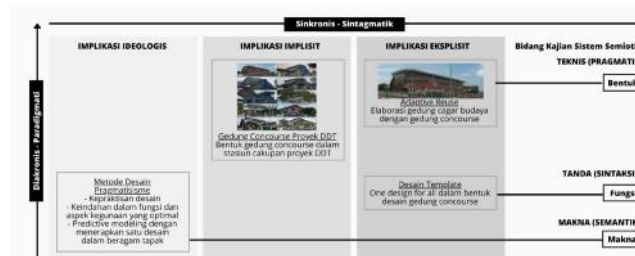 Sinkronis - Sintagmatik
Diakronis - Paradigmati
IMPLIKASI IDEOLOGIS
IMPLIKASI IMPLISIT
IMPLIKASI EKSPLISIT
Bidang Kajian Sistem Semioti
TEKNIS (PRAGMATI
Bentuk
Adaptive Reuse
Elaborasi gedung cagar budaya
dengan gedung concourse
Gedung Concourse Proyek DDT
Bentuk gedung concourse dalam
stasiun cakupan proyek DDT
TANDA (SINTAKSI
Fungs
Desain Template
One design for all dalam bentuk
desain gedung concourse
Metode Desain
Pragmatisme
- Kepraktisan desain
- Keindahan dalam fungsi dan
aspek kegunaan yang optimal
- Predictive modeling dengan
menerapkan satu desain
dalam beragam tapak
MAKNA (SEMANTIK
Makna